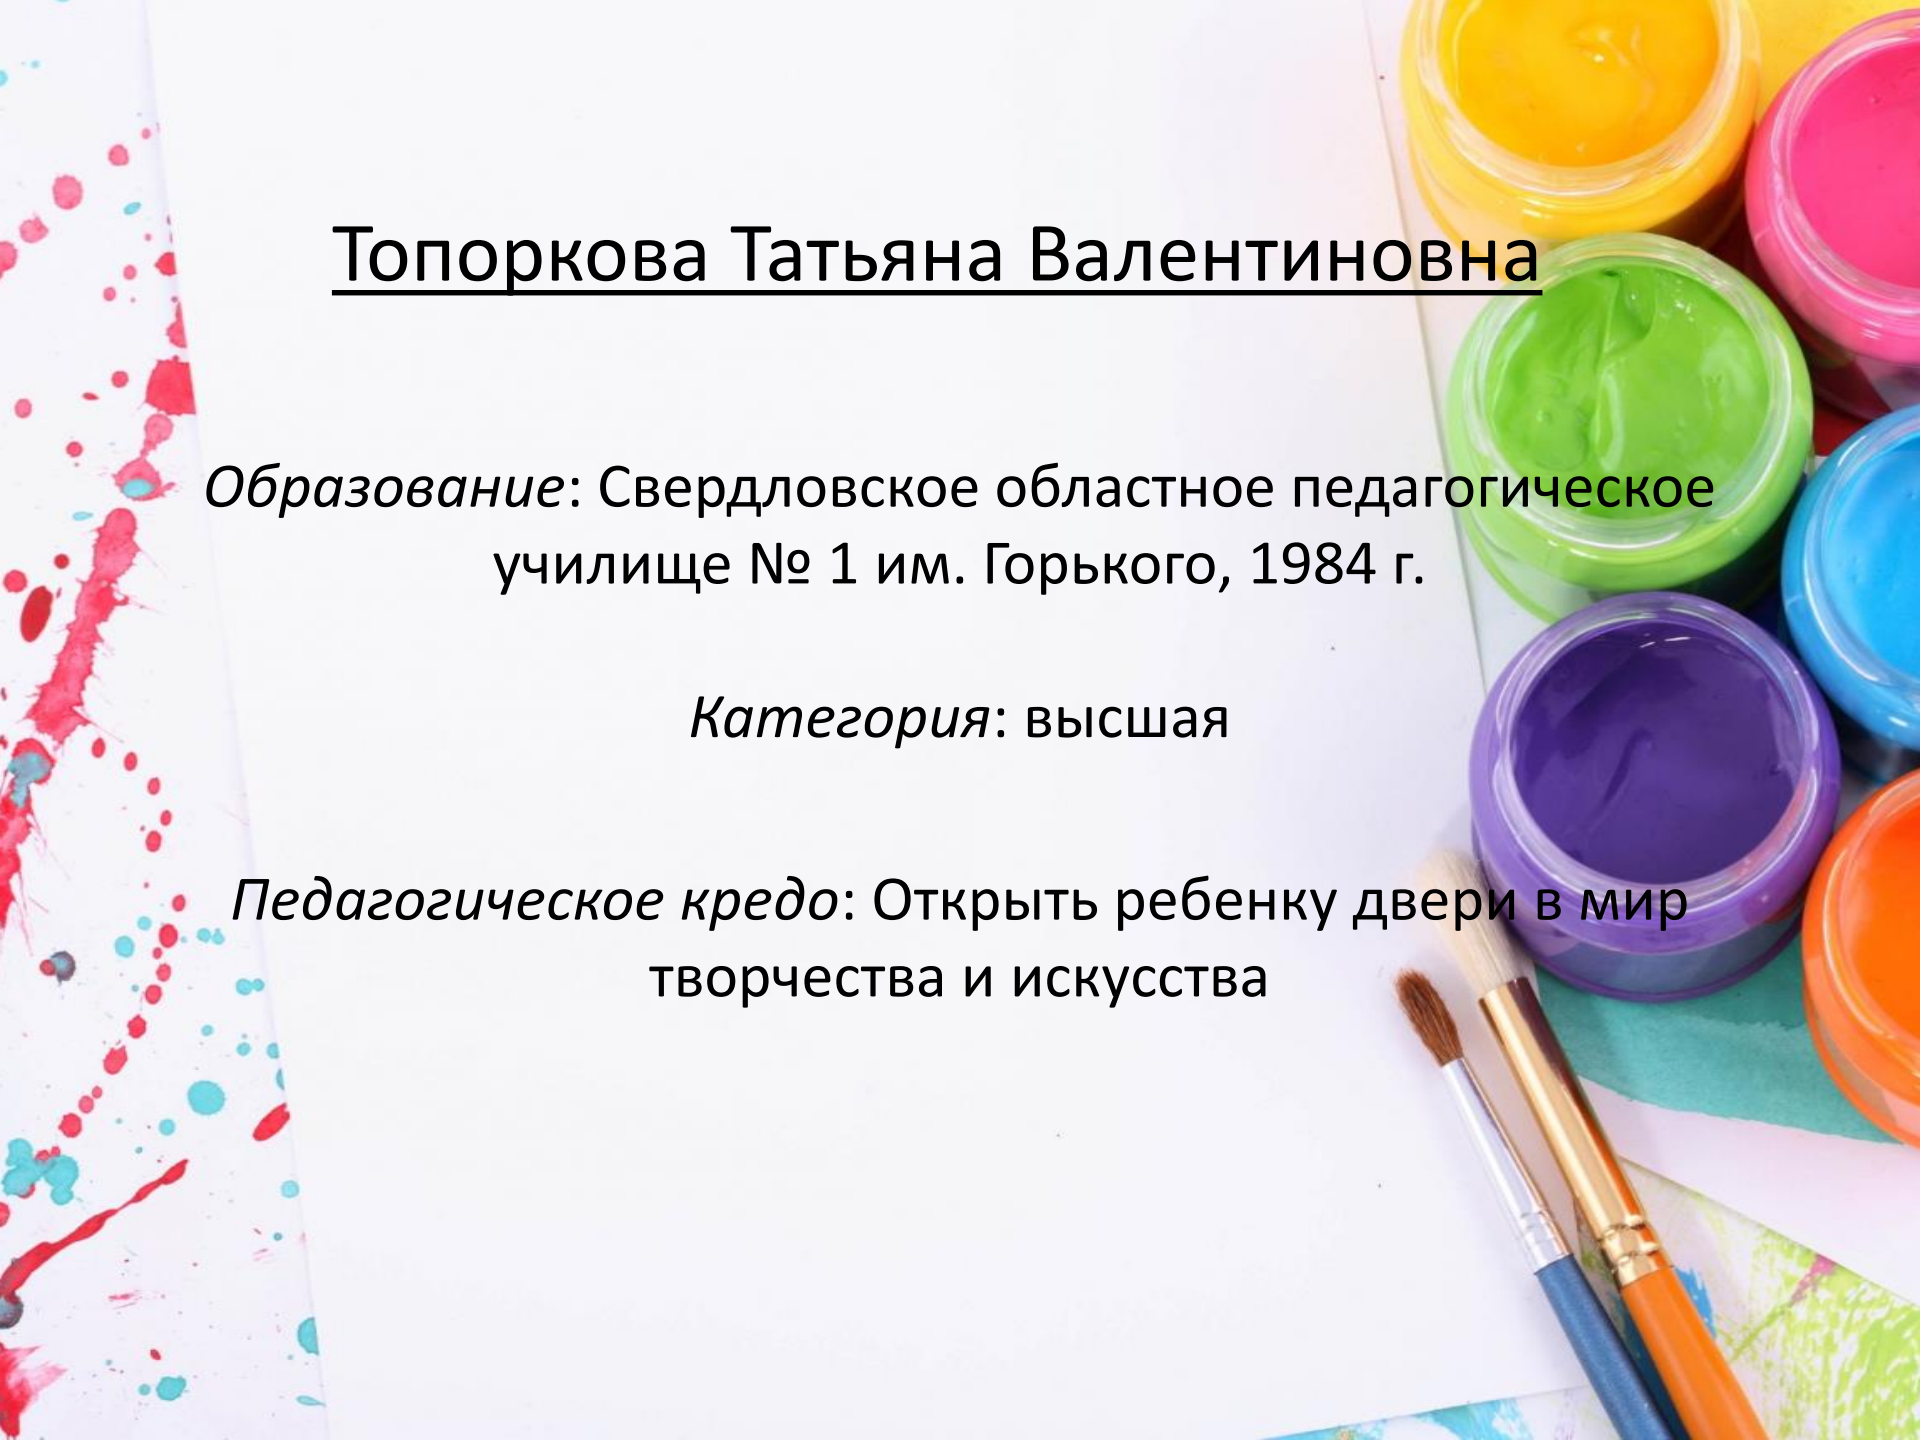 Топоркова Татьяна Валентиновна
Образование: Свердловское областное педагогическое
училище № 1 им. Горького, 1984 г.
Категория: высшая
Педагогическое кредо: Открыть ребенку двери в мир
творчества и искусства